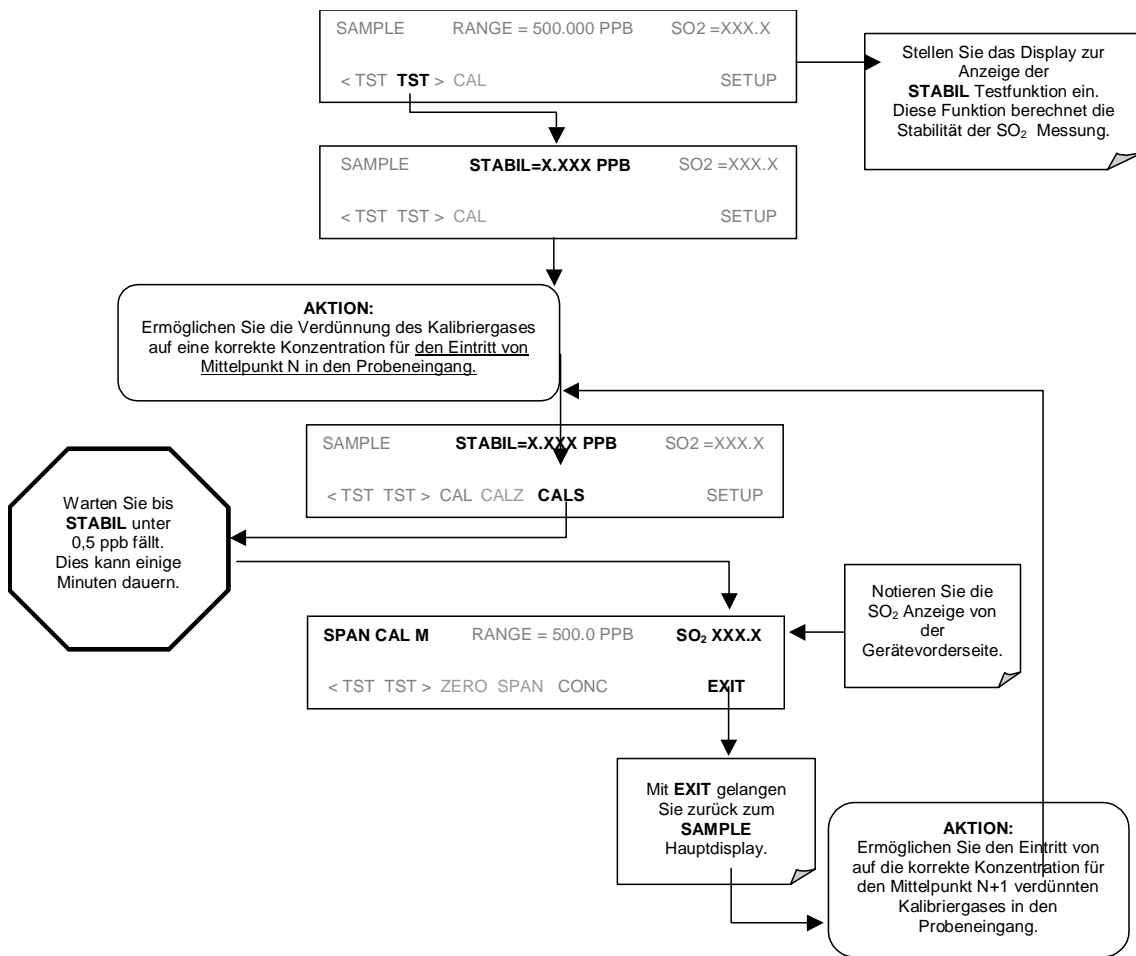 SAMPLE RANGE = 500.000 PPB SO2 =XXX.X
< TST TST > CAL SETUP
Stellen Sie das Display zur
Anzeige der
STABIL Testfunktion ein.
Diese Funktion berechnet die
Stabilität der SO₂ Messung.
SAMPLE STABIL=X.XXX PPB SO2 =XXX.X
< TST TST > CAL SETUP
AKTION:
Ermöglichen Sie die Verdünnung des Kalibriergases
auf eine korrekte Konzentration für den Eintritt von
Mittelpunkt N in den Probeneingang.
SAMPLE STABIL=X.XXX PPB SO2 =XXX.X
< TST TST > CAL CALZ CALS SETUP
Warten Sie bis
STABIL unter
0,5 ppb fällt.
Dies kann einige
Minuten dauern.
SPAN CAL M RANGE = 500.0 PPB SO₂ XXX.X
< TST TST > ZERO SPAN CONC EXIT
Notieren Sie die
SO₂ Anzeige von
der
Gerätevorderseite.
Mit EXIT gelangen
Sie zurück zum
SAMPLE
Hauptdisplay.
AKTION:
Ermöglichen Sie den Eintritt von
auf die korrekte Konzentration für
den Mittelpunkt N+1 verdünnten
Kalibriergases in den
Probeneingang.